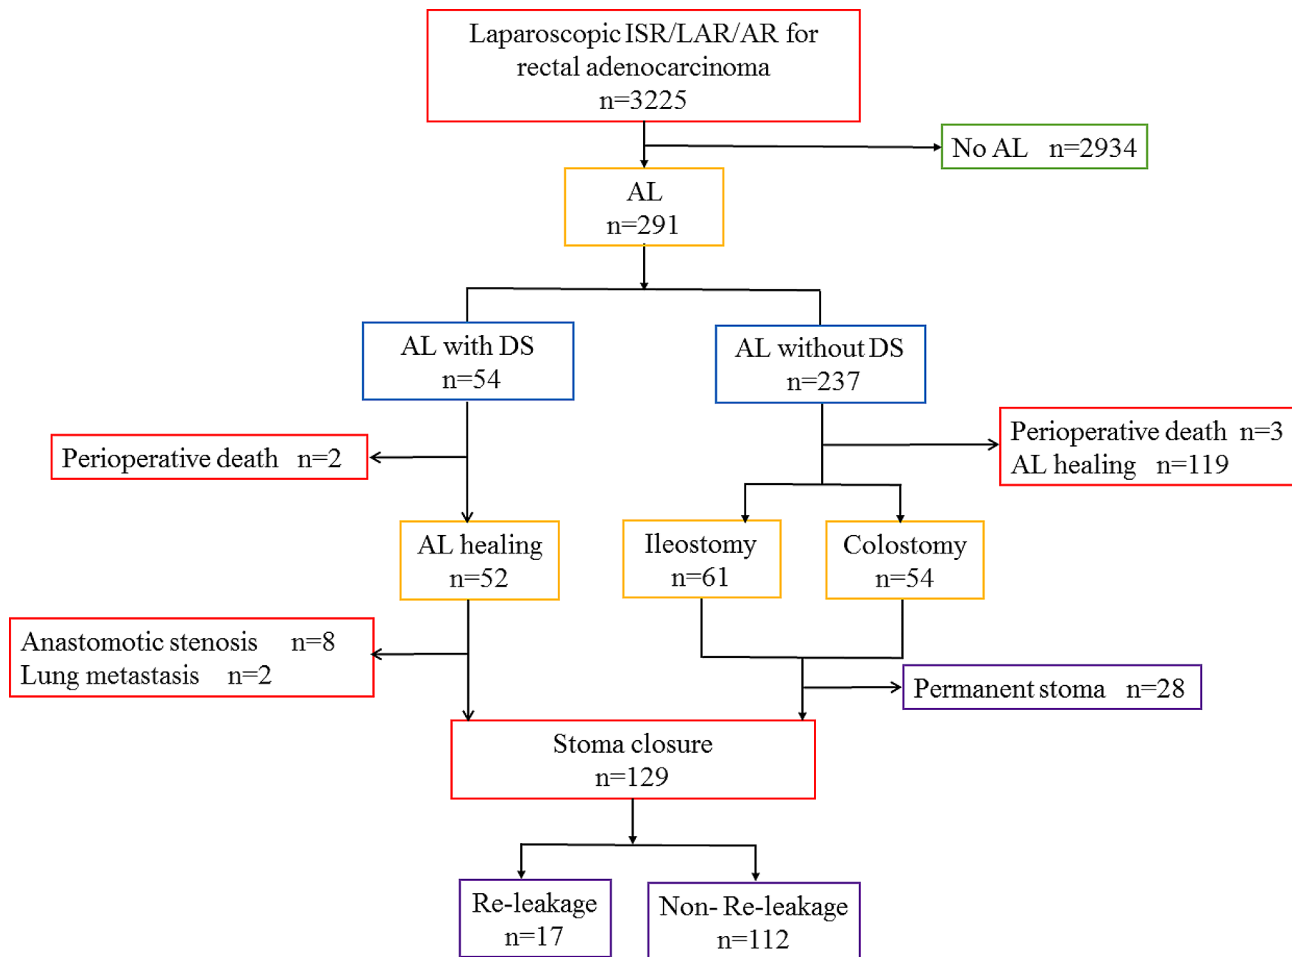 Laparoscopic ISR/LAR/AR for
rectal adenocarcinoma
n=3225
No AL n=2934
AL
n=291
AL with DS
n=54
AL without DS
n=237
Perioperative death n=2
Perioperative death n=3
AL healing n=119
AL healing
n=52
Ileostomy
n=61
Colostomy
n=54
Anastomotic stenosis n=8
Lung metastasis n=2
Permanent stoma n=28
Stoma closure
n=129
Re-leakage
n=17
Non- Re-leakage
n=112